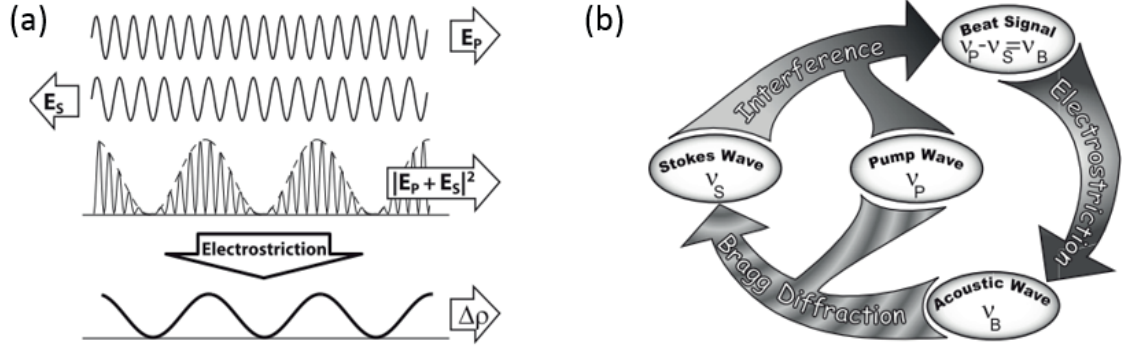 (a)
E_P
E_S
|E_P + E_S|²
Electrostriction
Δρ
(b)
Beat Signal
ν_P-ν_S=ν_B
Interference
Electrostriction
Stokes Wave
ν_S
Pump Wave
ν_P
Bragg Diffraction
Acoustic Wave
ν_B